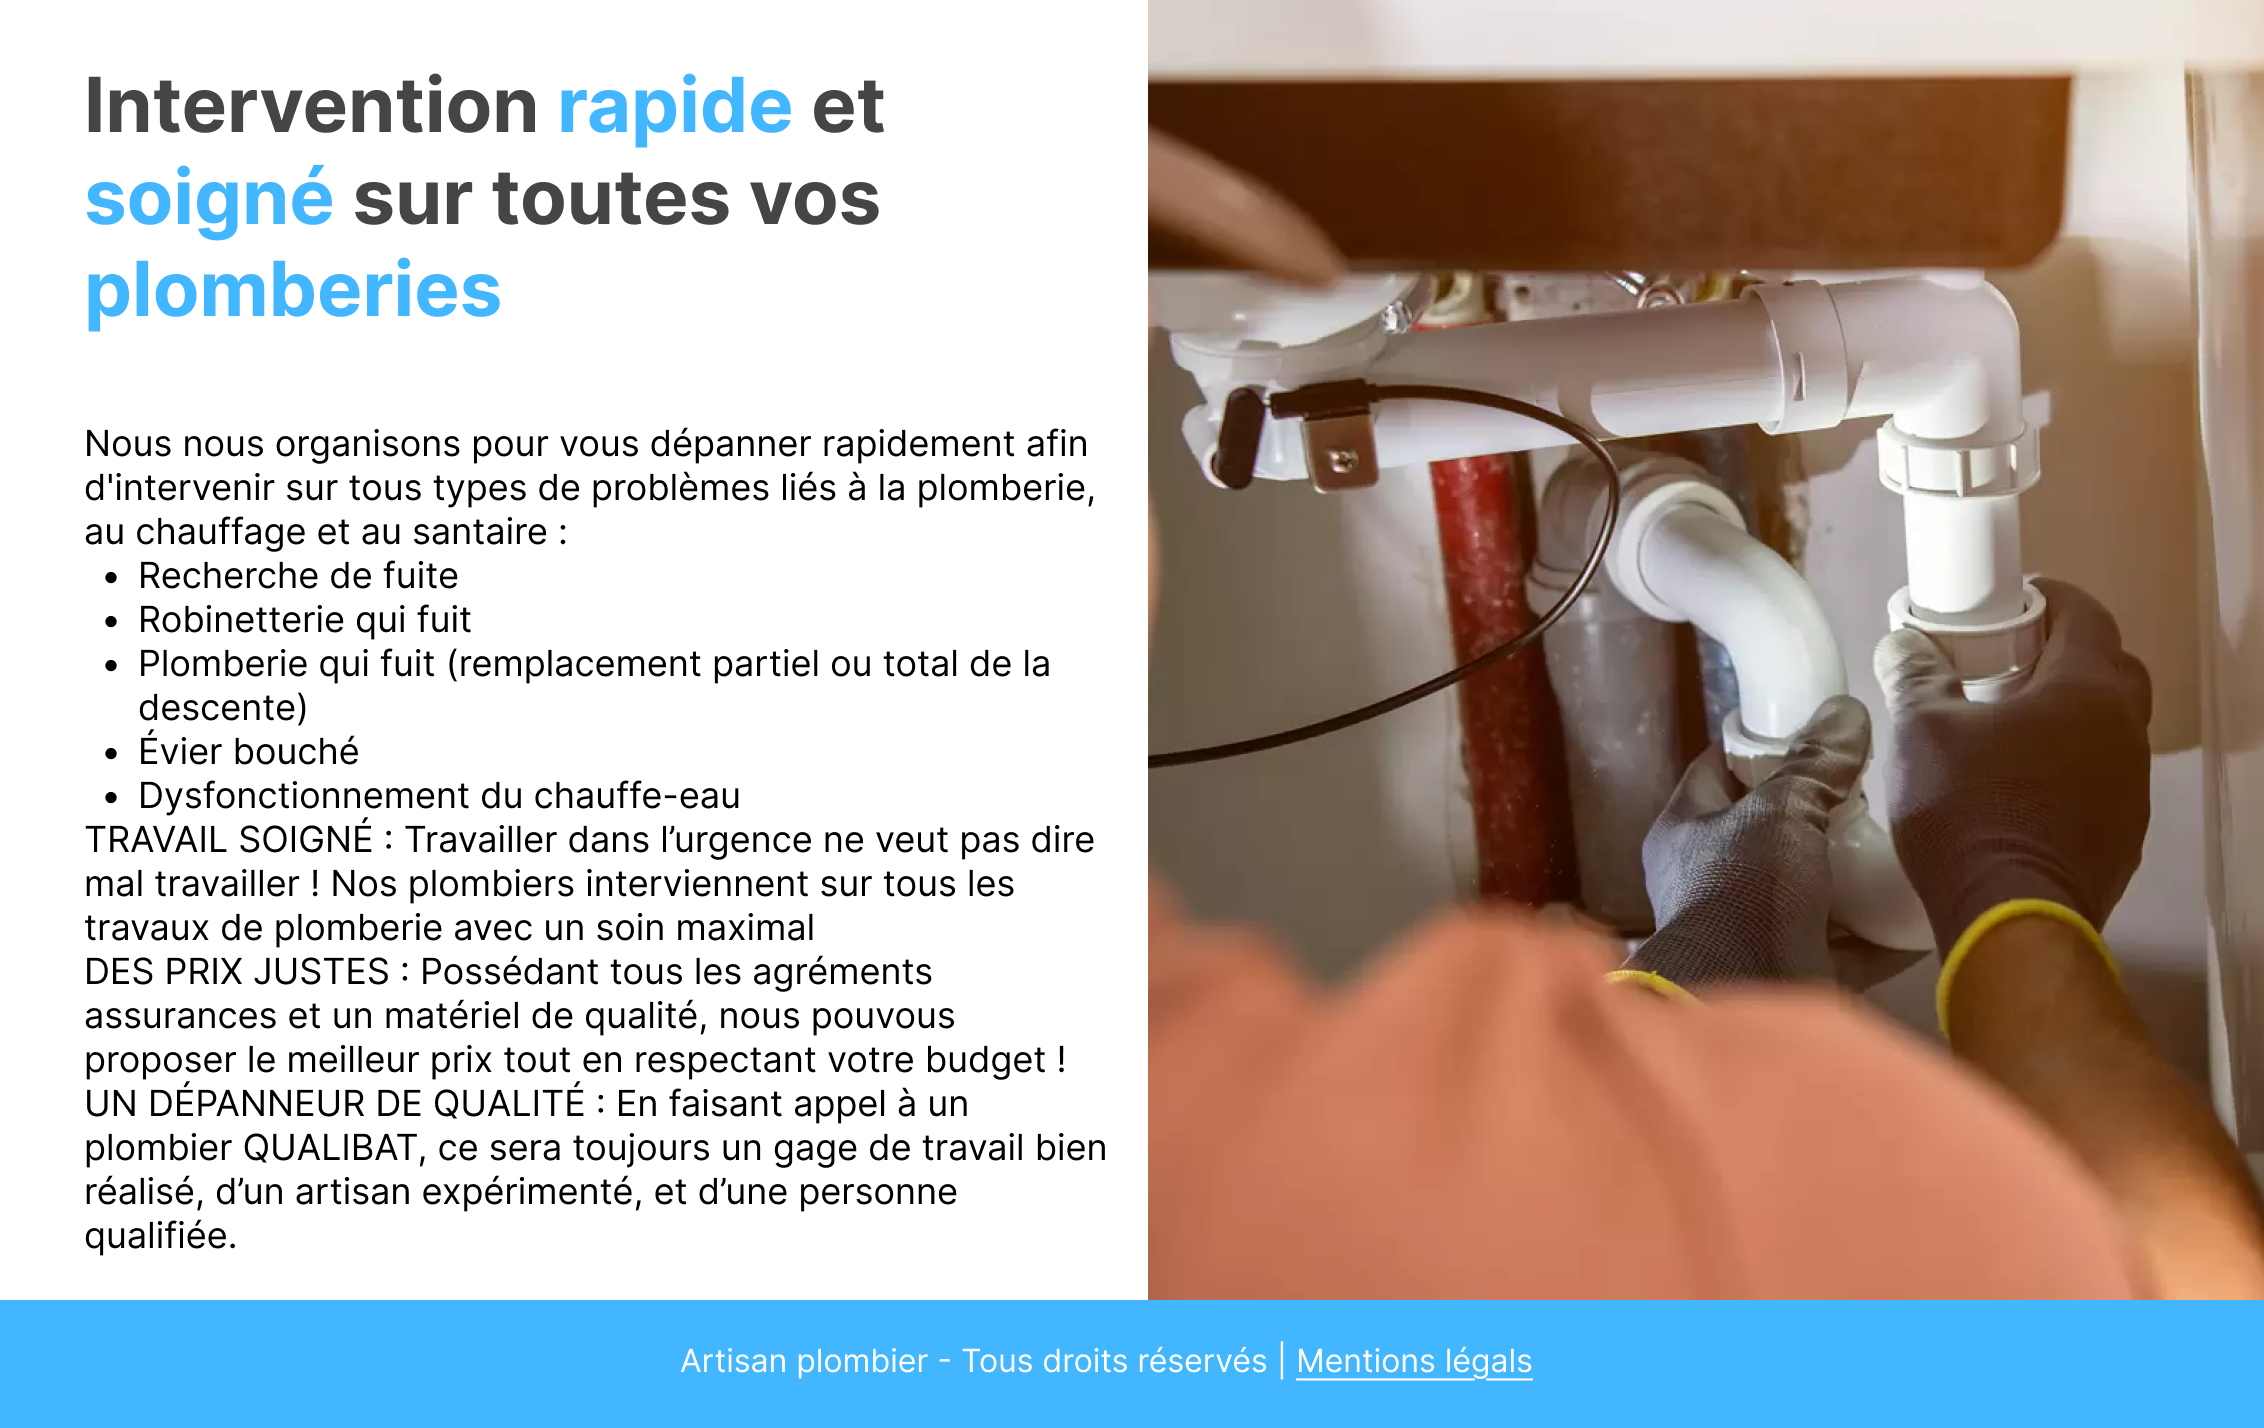 Intervention rapide et
soigné sur toutes vos
plomberies
Nous nous organisons pour vous dépanner rapidement afin
d'intervenir sur tous types de problèmes liés à la plomberie,
au chauffage et au santaire :
• Recherche de fuite
• Robinetterie qui fuit
• Plomberie qui fuit (remplacement partiel ou total de la
descente)
• Évier bouché
• Dysfonctionnement du chauffe-eau
TRAVAIL SOIGNÉ : Travailler dans l’urgence ne veut pas dire
mal travailler ! Nos plombiers interviennent sur tous les
travaux de plomberie avec un soin maximal
DES PRIX JUSTES : Possédant tous les agréments
assurances et un matériel de qualité, nous pouvous
proposer le meilleur prix tout en respectant votre budget !
UN DÉPANNEUR DE QUALITÉ : En faisant appel à un
plombier QUALIBAT, ce sera toujours un gage de travail bien
réalisé, d’un artisan expérimenté, et d’une personne
qualifiée.
Artisan plombier - Tous droits réservés | Mentions légals